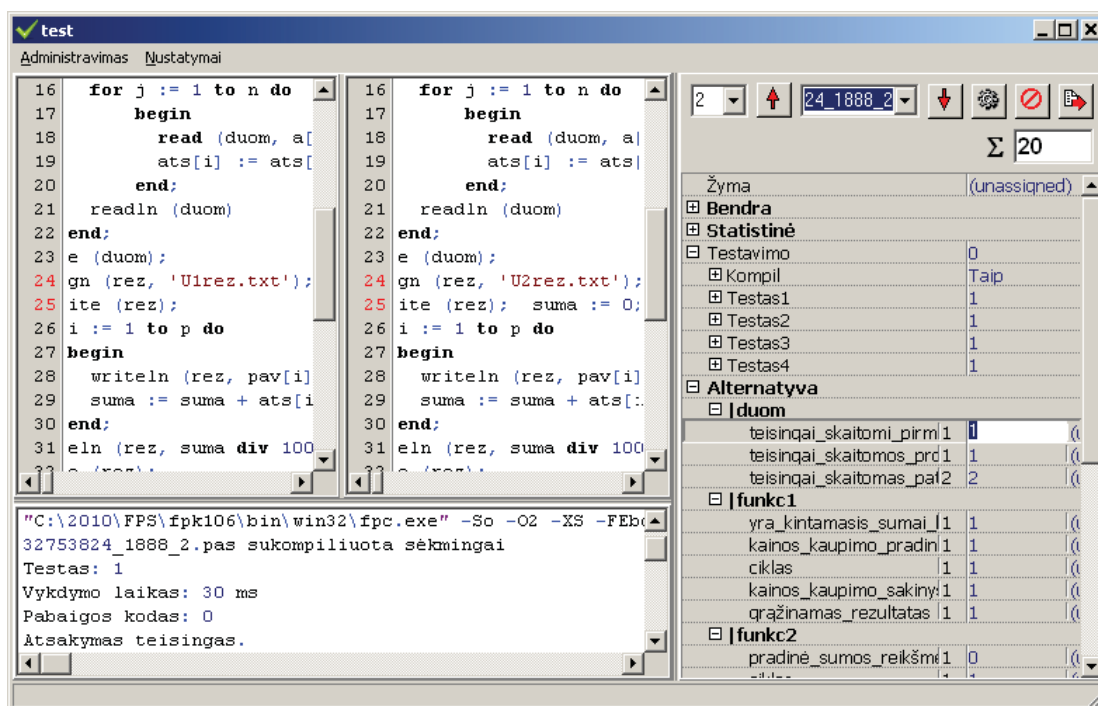 test
Administravimas Nustatymai
16 for j := 1 to n do
17 begin
18 read (duom, a[
19 ats[i] := ats[
20 end;
21 readln (duom)
22 end;
23 e (duom);
24 gn (rez, 'U1rez.txt');
25 ite (rez);
26 i := 1 to p do
27 begin
28 writeln (rez, pav[i]
29 suma := suma + ats[i
30 end;
31 eln (rez, suma div 100
16 for j := 1 to n do
17 begin
18 read (duom, a|
19 ats[i] := ats|
20 end;
21 readln (duom)
22 end;
23 e (duom);
24 gn (rez, 'U2rez.txt');
25 ite (rez); suma := 0;
26 i := 1 to p do
27 begin
28 writeln (rez, pav[i]
29 suma := suma + ats[
30 end;
31 eln (rez, suma div 100
"C:\2010\FPS\fpk106\bin\win32\fpc.exe" -So -O2 -XS -FEb
32753824_1888_2.pas sukompiliuota sėkmingai
Testas: 1
Vykdymo laikas: 30 ms
Pabaigos kodas: 0
Atsakymas teisingas.
2 24_1888_2
Σ 20
Žyma (unassigned)
Bendra
Statistinė
Testavimo 0
Kompil Taip
Testas1 1
Testas2 1
Testas3 1
Testas4 1
Alternatyva
|duom
teisingai_skaitomi_pirm 1 1
teisingai_skaitomos_pro 1 1
teisingai_skaitomas_pat 2 2
|funkc1
yra_kintamasis_sumai_ 1 1
kainos_kaupimo_pradin 1 1
ciklas 1 1
kainos_kaupimo_sakiny 1 1
grąžinamas_rezultatas 1 1
|funkc2
pradinė_sumos_reikšm 1 0